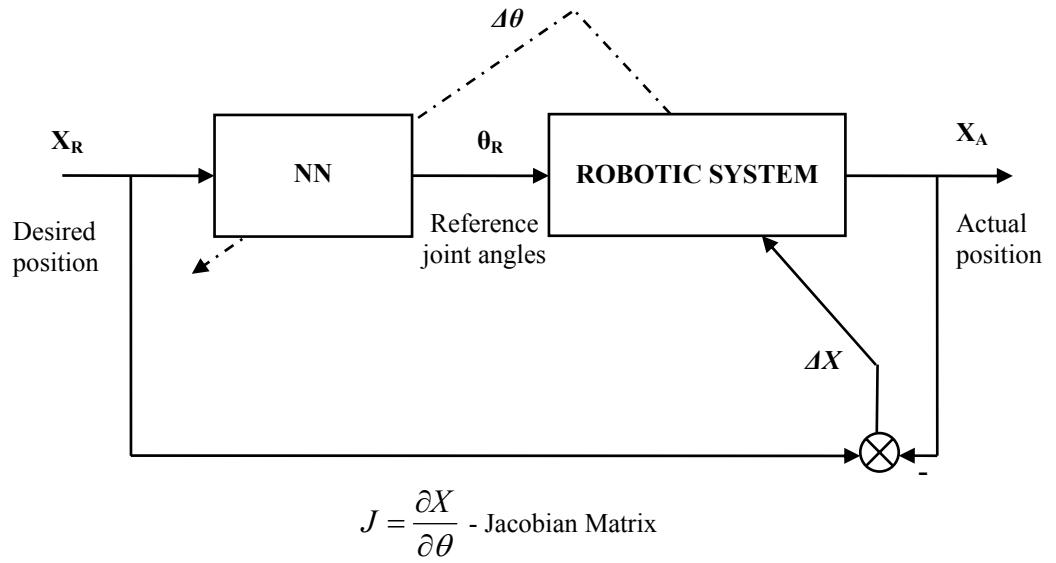 Δθ
X_R
NN
θ_R
ROBOTIC SYSTEM
X_A
Desired
position
Reference
joint angles
Actual
position
ΔX
-
J = ∂X/∂θ - Jacobian Matrix